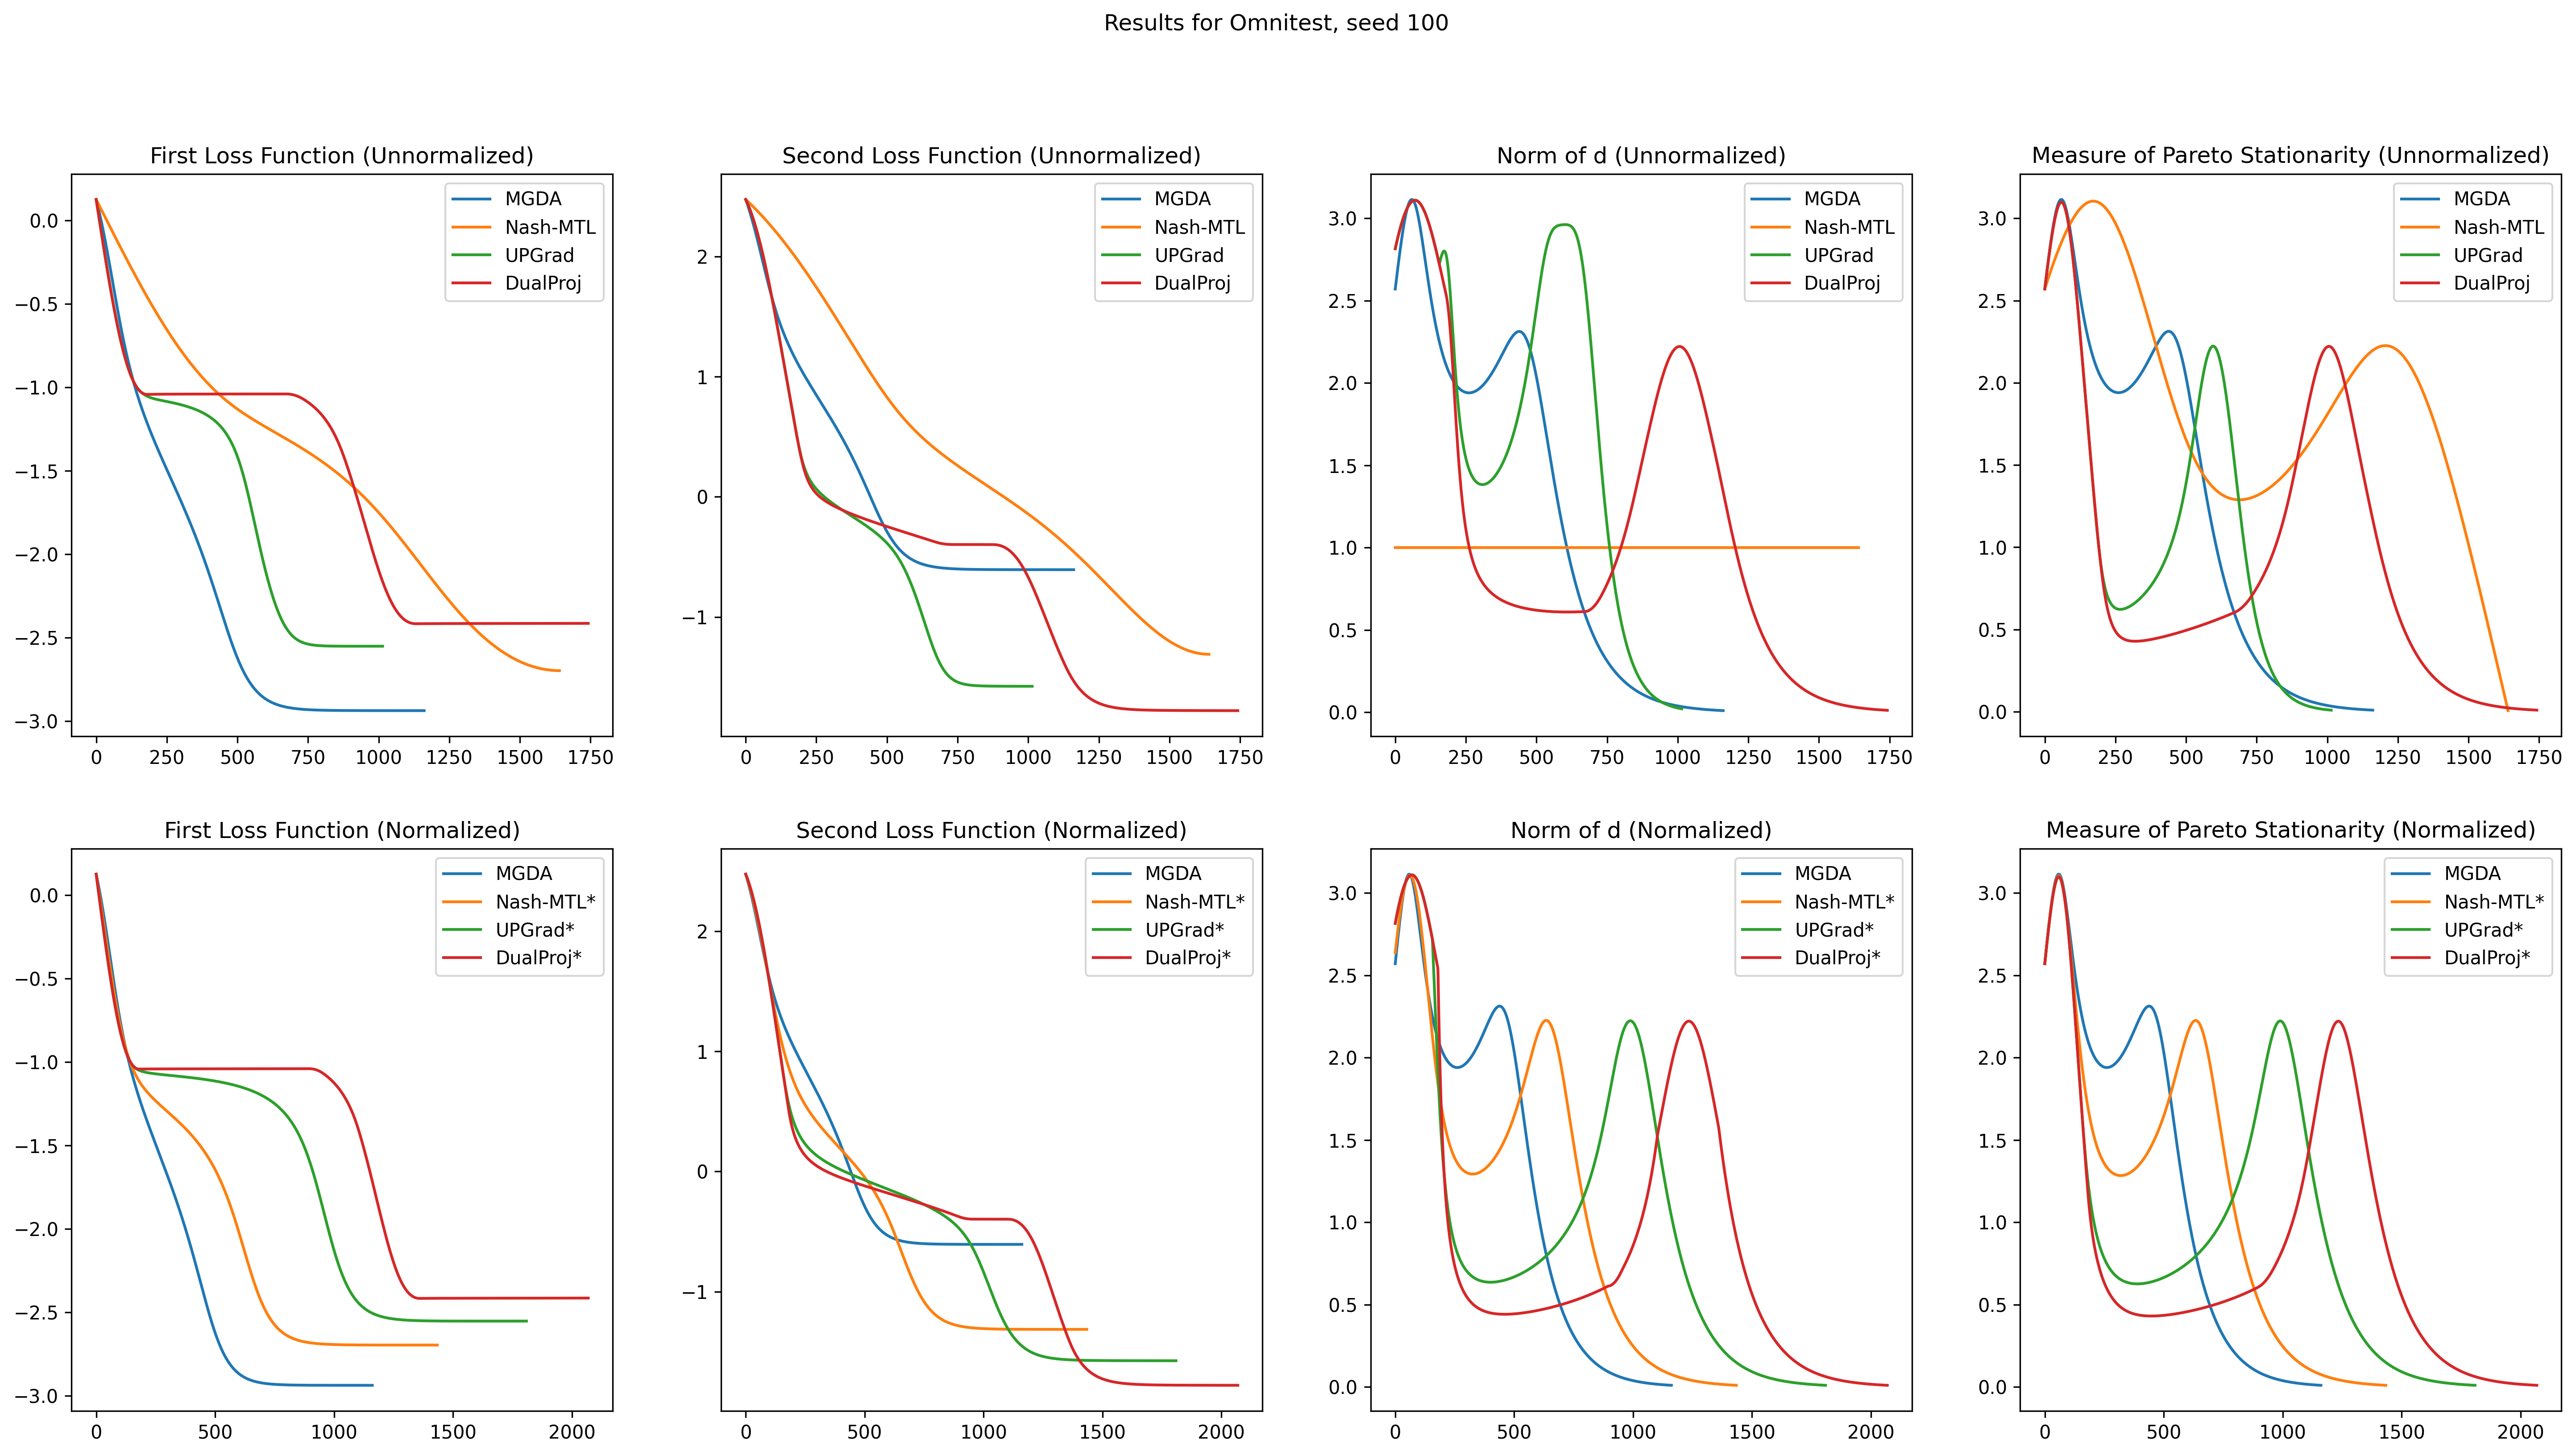 Results for Omnitest, seed 100
First Loss Function (Unnormalized)
0.0
−0.5
−1.0
−1.5
−2.0
−2.5
−3.0
0 250 500 750 1000 1250 1500 1750
MGDA
Nash-MTL
UPGrad
DualProj
Second Loss Function (Unnormalized)
2
1
0
−1
0 250 500 750 1000 1250 1500 1750
MGDA
Nash-MTL
UPGrad
DualProj
Norm of d (Unnormalized)
3.0
2.5
2.0
1.5
1.0
0.5
0.0
0 250 500 750 1000 1250 1500 1750
MGDA
Nash-MTL
UPGrad
DualProj
Measure of Pareto Stationarity (Unnormalized)
3.0
2.5
2.0
1.5
1.0
0.5
0.0
0 250 500 750 1000 1250 1500 1750
MGDA
Nash-MTL
UPGrad
DualProj
First Loss Function (Normalized)
0.0
−0.5
−1.0
−1.5
−2.0
−2.5
−3.0
0 500 1000 1500 2000
MGDA
Nash-MTL*
UPGrad*
DualProj*
Second Loss Function (Normalized)
2
1
0
−1
0 500 1000 1500 2000
MGDA
Nash-MTL*
UPGrad*
DualProj*
Norm of d (Normalized)
3.0
2.5
2.0
1.5
1.0
0.5
0.0
0 500 1000 1500 2000
MGDA
Nash-MTL*
UPGrad*
DualProj*
Measure of Pareto Stationarity (Normalized)
3.0
2.5
2.0
1.5
1.0
0.5
0.0
0 500 1000 1500 2000
MGDA
Nash-MTL*
UPGrad*
DualProj*